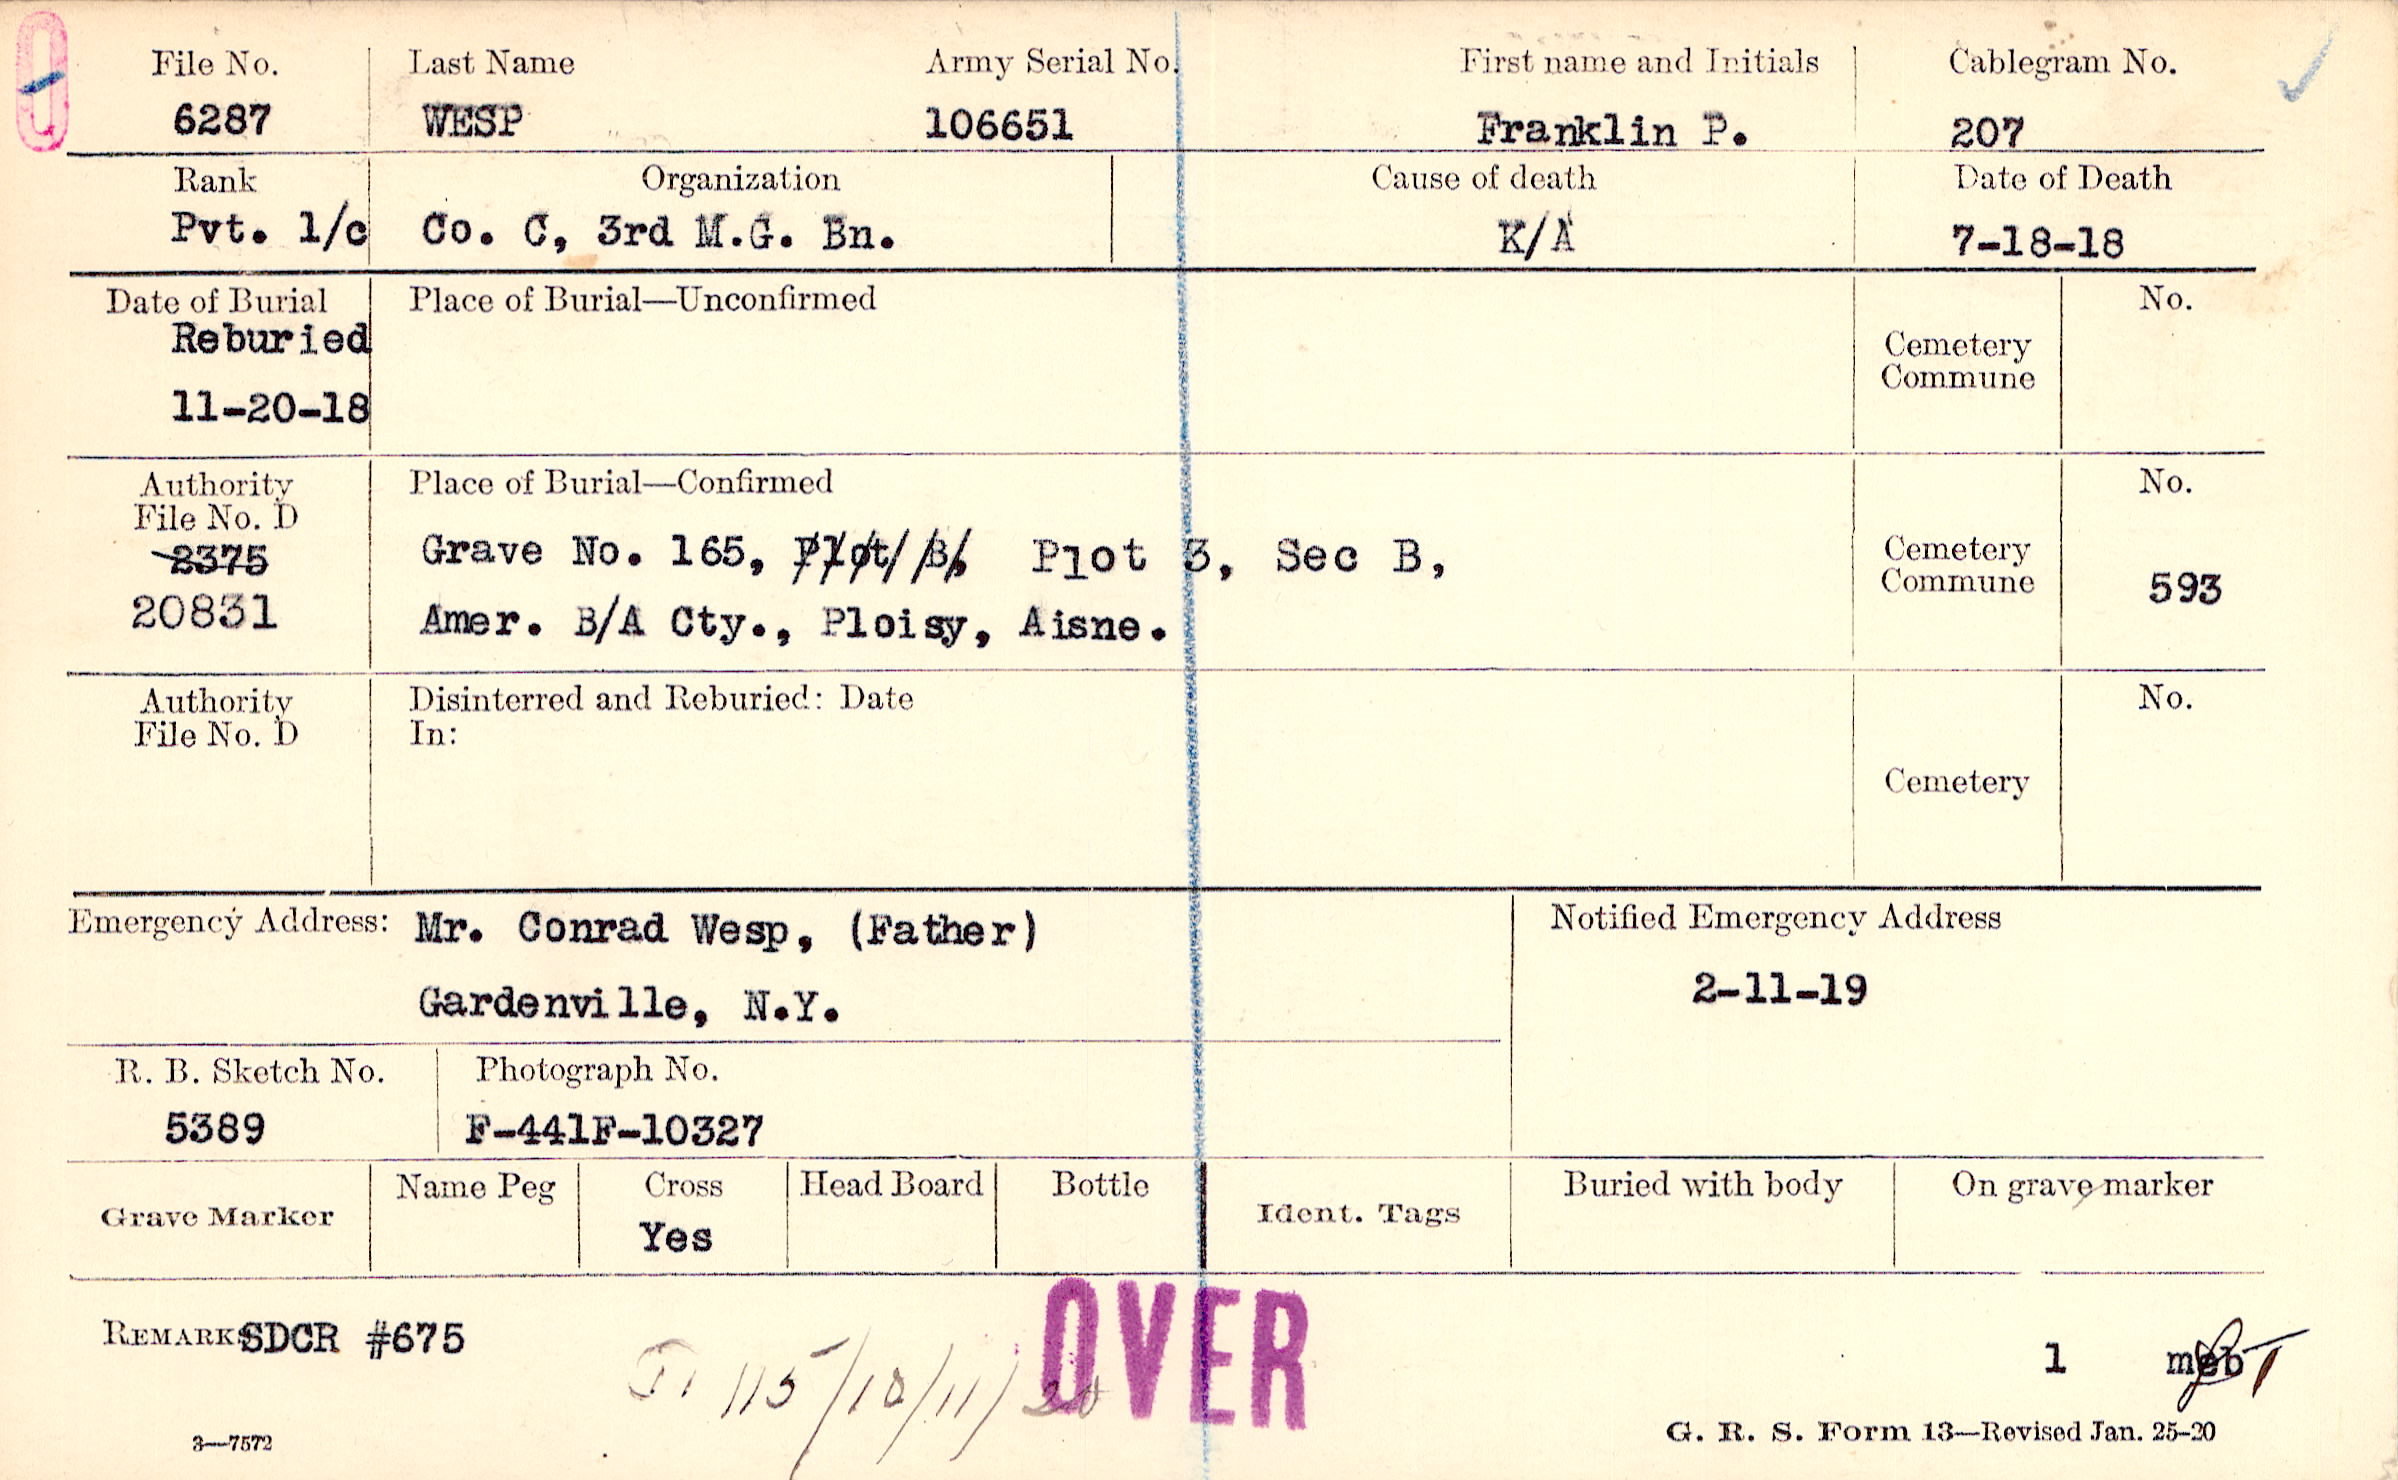 File No. Last Name Army Serial No. First name and Initials Cablegram No.
6287 WESP 106651 Franklin P. 207
Rank Organization Cause of death Date of Death
Pvt. 1/c Co. C, 3rd M.G. Bn. K/A 7-18-18
Date of Burial Place of Burial—Unconfirmed No.
Reburied
Cemetery
Commune
11-20-18
Authority Place of Burial—Confirmed No.
File No. D
2375 Grave No. 165, Plot B, Plot 3, Sec B, Cemetery
Commune 593
20831 Amer. B/A Cty., Ploisy, Aisne.
Authority Disinterred and Reburied: Date No.
File No. D In:
Cemetery
Emergency Address: Mr. Conrad Wesp, (Father) Notified Emergency Address
Gardenville, N.Y. 2-11-19
R. B. Sketch No. Photograph No.
5389 F-441F-10327
Grave Marker Name Peg Cross Head Board Bottle Ident. Tags Buried with body On grave marker
Yes
REMARKS SDCR #675 OVER 1 meb
115/10/11/20
3—7572 G. R. S. Form 13—Revised Jan. 25-20